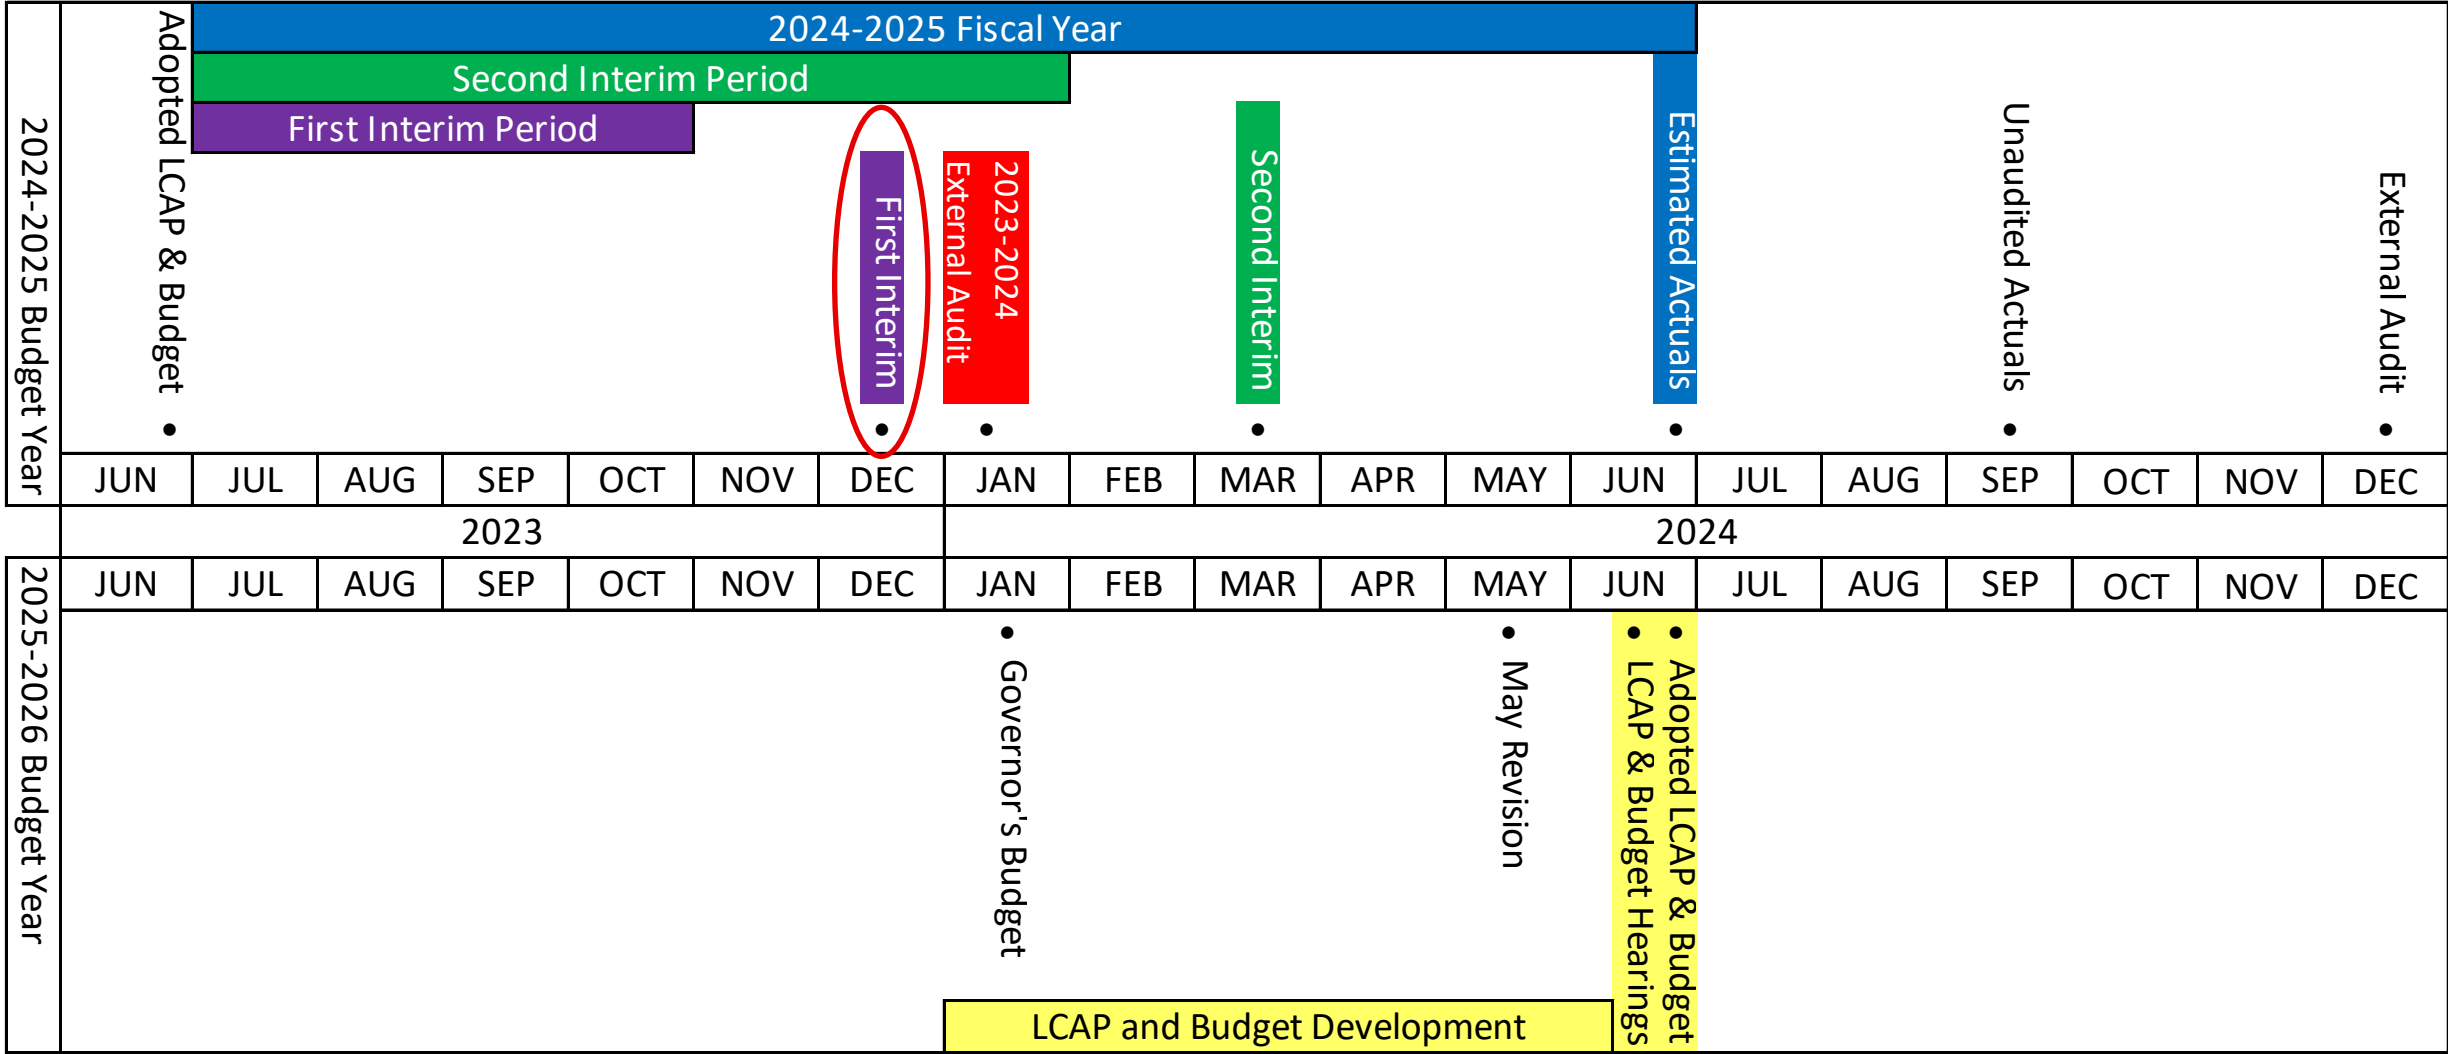 2024-2025 Budget Year
Adopted LCAP & Budget
2024-2025 Fiscal Year
Second Interim Period
First Interim Period
First Interim
2023-2024
External Audit
Second Interim
Estimated Actuals
Unaudited Actuals
External Audit
JUN JUL AUG SEP OCT NOV DEC JAN FEB MAR APR MAY JUN JUL AUG SEP OCT NOV DEC
2023 2024
JUN JUL AUG SEP OCT NOV DEC JAN FEB MAR APR MAY JUN JUL AUG SEP OCT NOV DEC
2025-2026 Budget Year
• Governor's Budget
• May Revision
• Adopted LCAP & Budget
• LCAP & Budget Hearings
LCAP and Budget Development